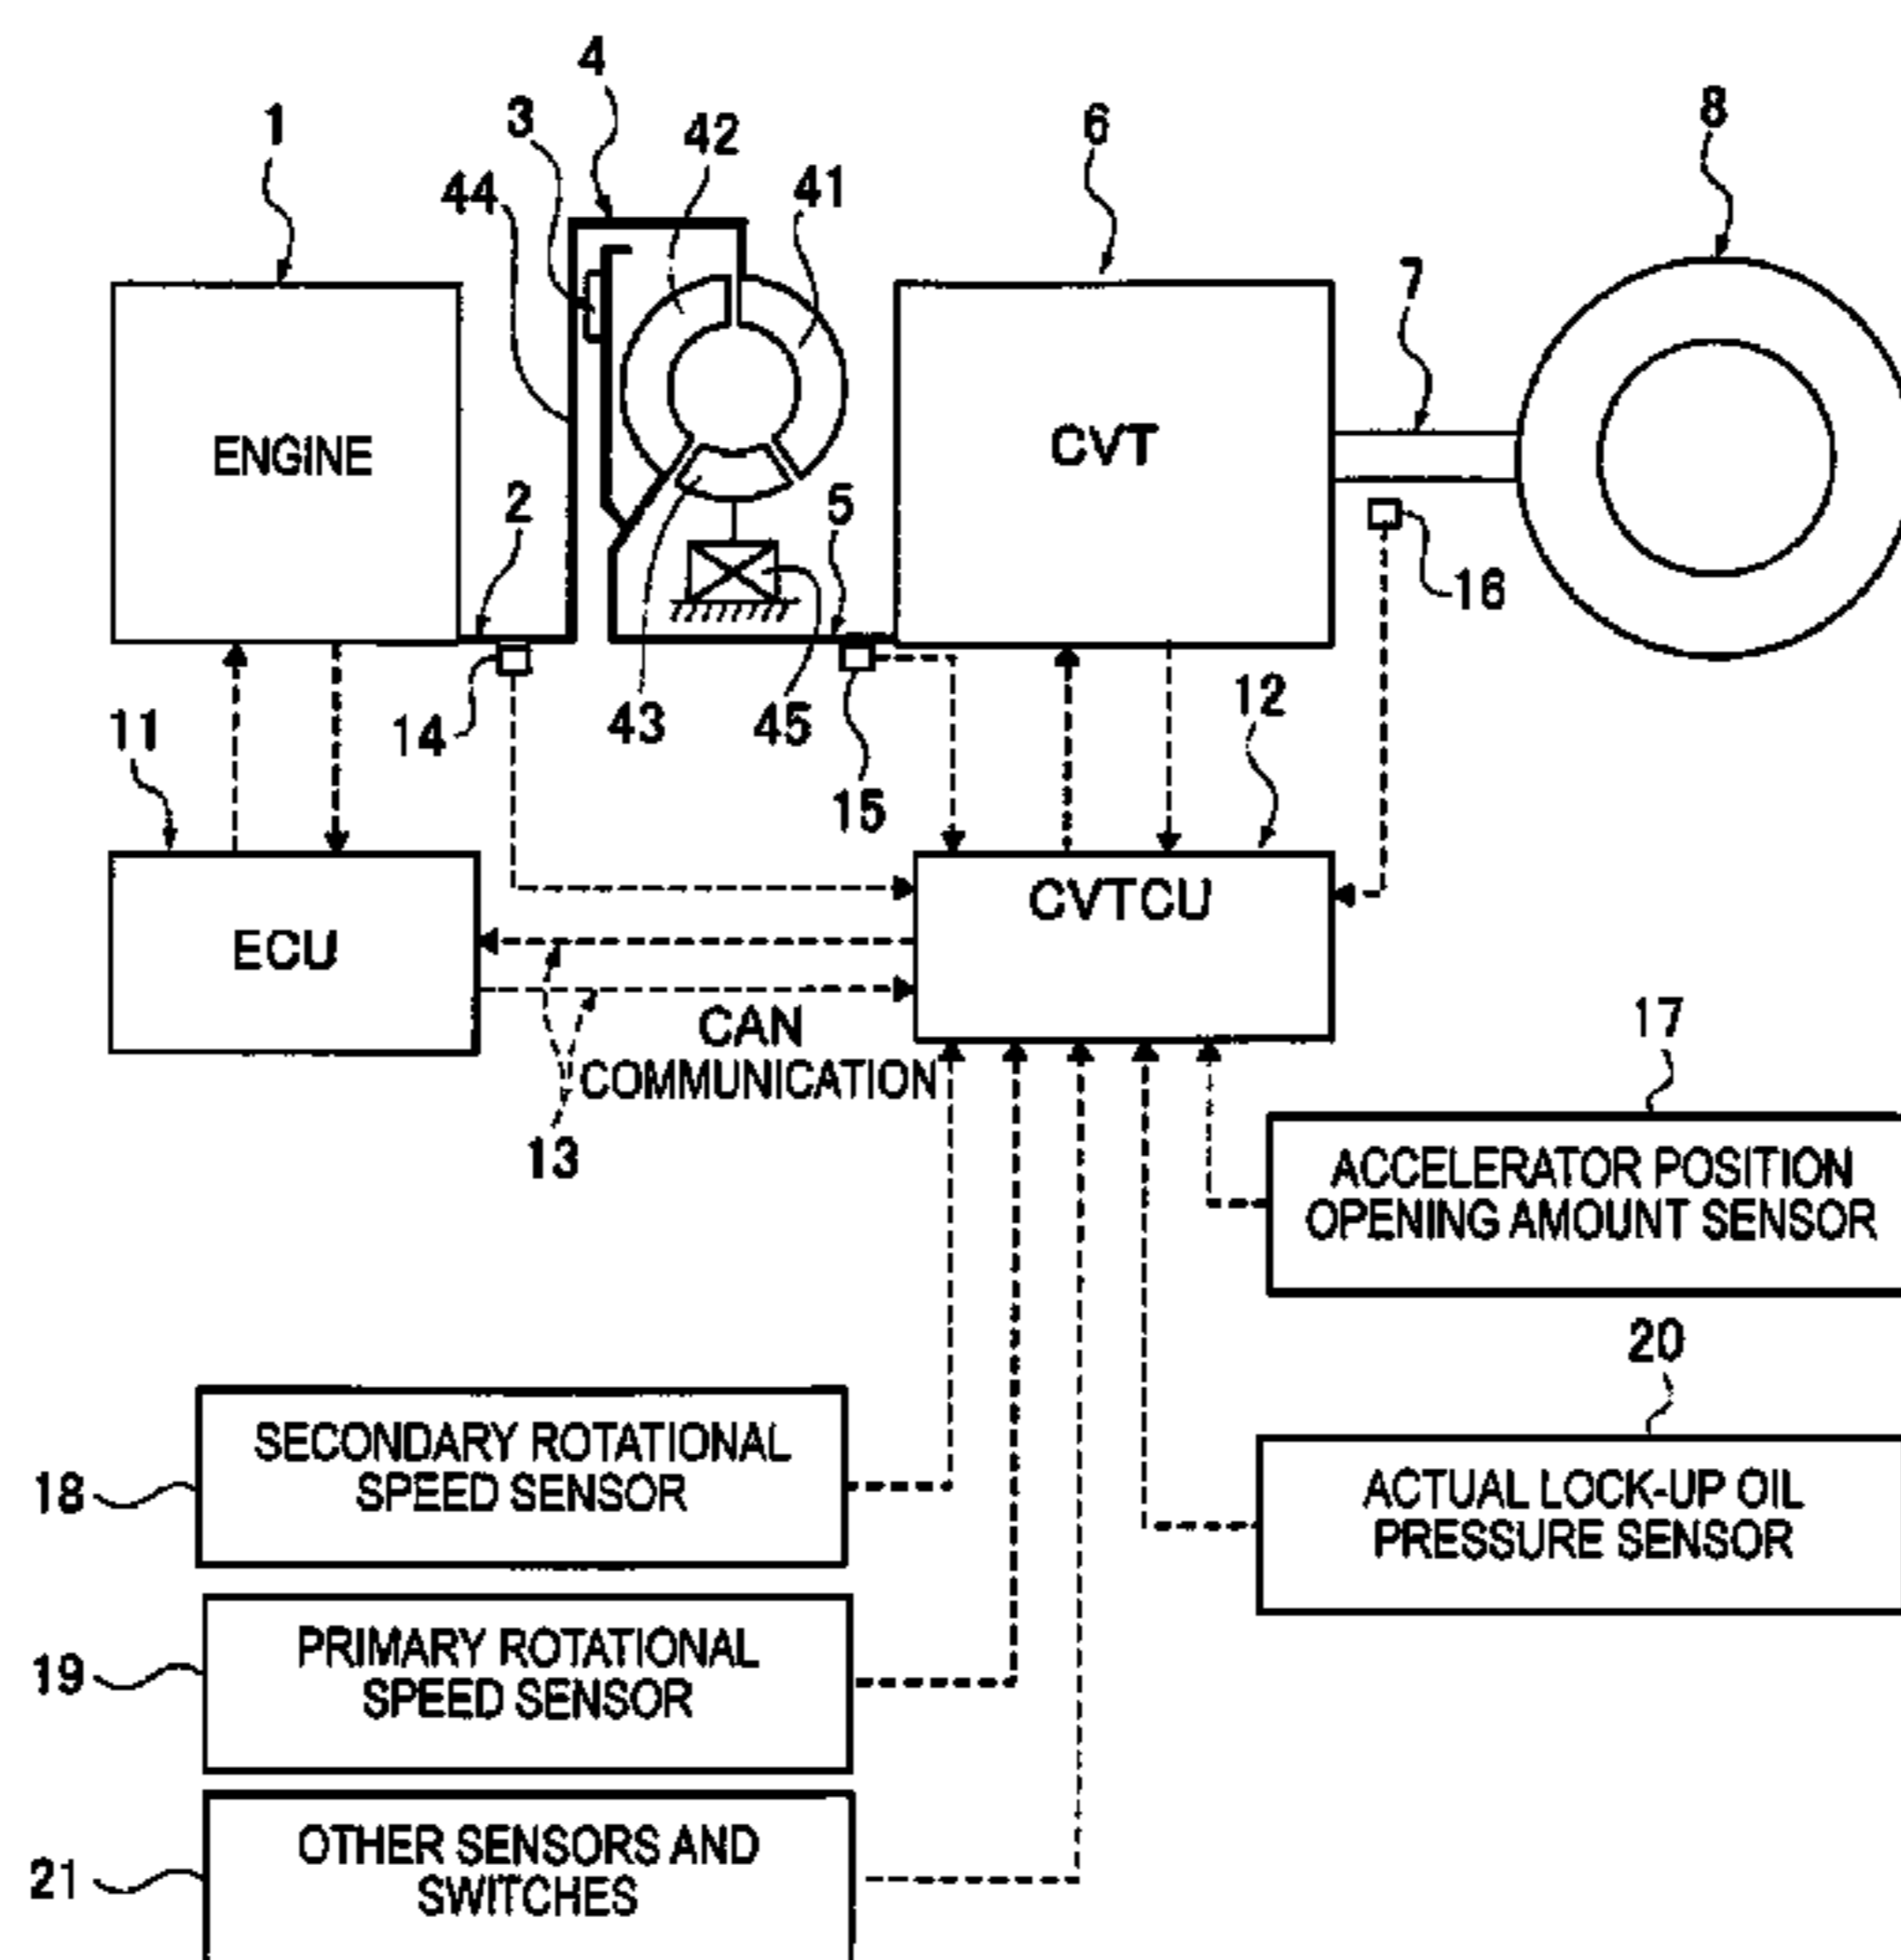 4
1
3
42
6
8
44
41
7
ENGINE
CVT
2
5
16
14
43
45
12
11
15
CVTCU
ECU
17
CAN
COMMUNICATION
13
ACCELERATOR POSITION
OPENING AMOUNT SENSOR
20
SECONDARY ROTATIONAL
SPEED SENSOR
18
ACTUAL LOCK-UP OIL
PRESSURE SENSOR
PRIMARY ROTATIONAL
SPEED SENSOR
19
OTHER SENSORS AND
SWITCHES
21